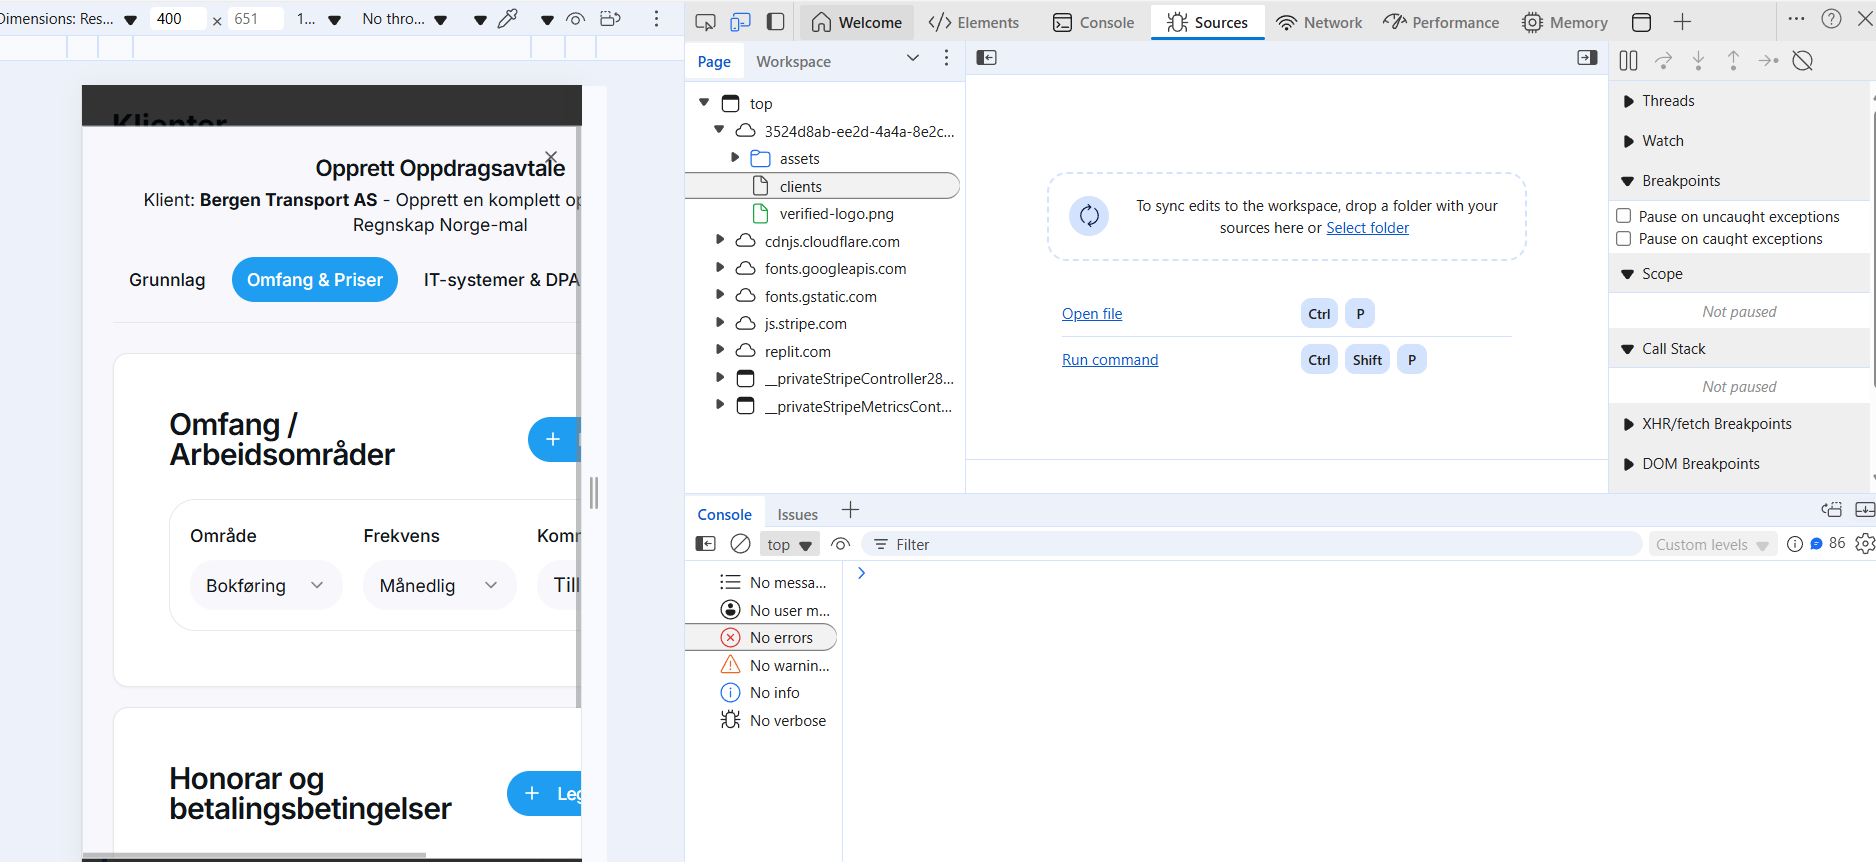 Dimensions: Res...
400
×
651
1...
No thro...
Welcome
Elements
Console
Sources
Network
Performance
Memory
Page
Workspace
top
3524d8ab-ee2d-4a4a-8e2c...
assets
clients
verified-logo.png
cdnjs.cloudflare.com
fonts.googleapis.com
fonts.gstatic.com
js.stripe.com
replit.com
__privateStripeController28...
__privateStripeMetricsCont...
To sync edits to the workspace, drop a folder with your
sources here or Select folder
Open file
Ctrl P
Run command
Ctrl Shift P
Threads
Watch
Breakpoints
Pause on uncaught exceptions
Pause on caught exceptions
Scope
Not paused
Call Stack
Not paused
XHR/fetch Breakpoints
DOM Breakpoints
Klienter
Opprett Oppdragsavtale
Klient: Bergen Transport AS - Opprett en komplett op
Regnskap Norge-mal
Grunnlag
Omfang & Priser
IT-systemer & DPA
Omfang /
Arbeidsområder
+
Område
Frekvens
Komm
Bokføring
Månedlig
Till
Honorar og
betalingsbetingelser
+ Leg
Console
Issues
top
Filter
Custom levels
86
No messa...
No user m...
No errors
No warnin...
No info
No verbose